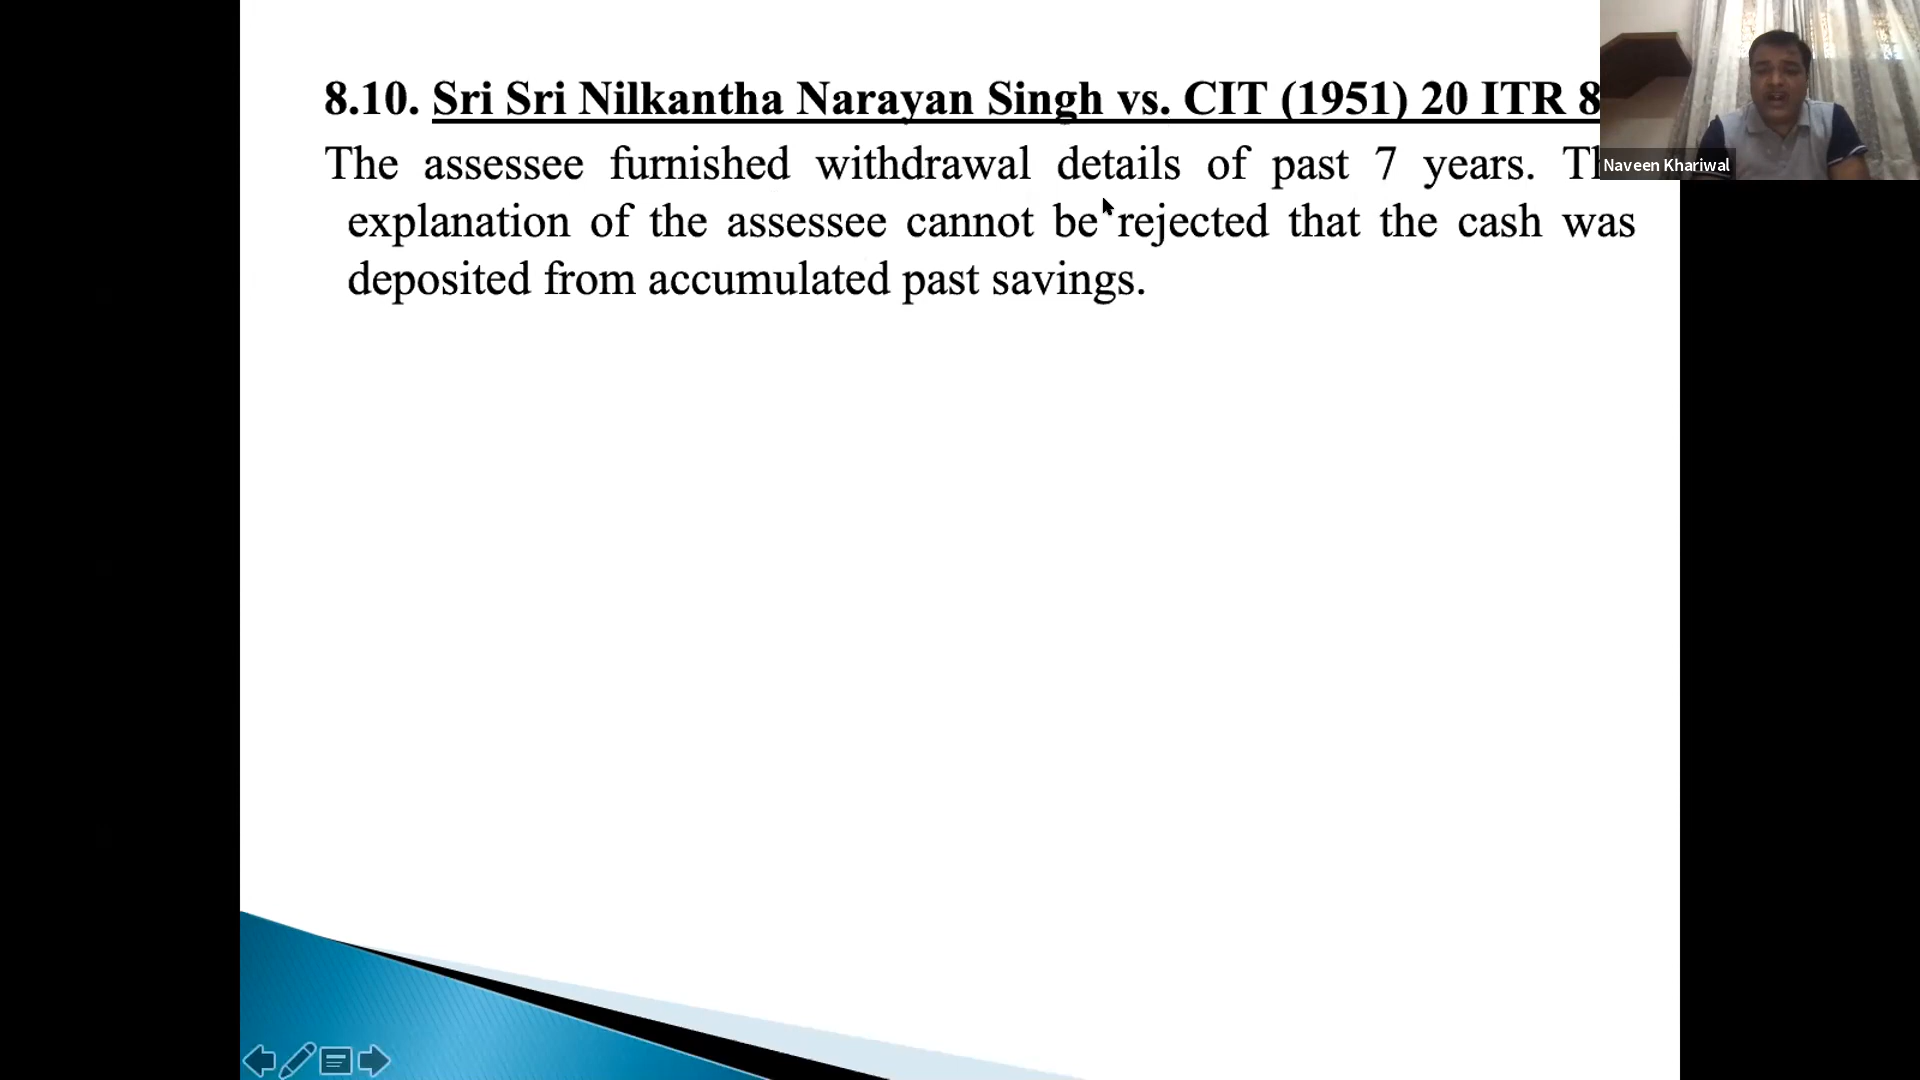 8.10. Sri Sri Nilkantha Narayan Singh vs. CIT (1951) 20 ITR 8
The assessee furnished withdrawal details of past 7 years.
explanation of the assessee cannot be rejected that the cash was
deposited from accumulated past savings.
Naveen Khariwal